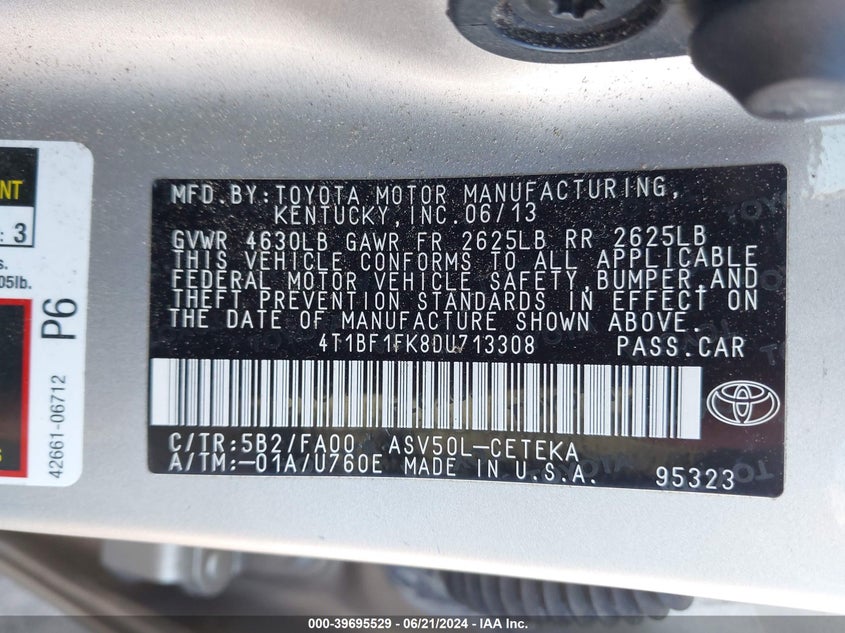 MFD.BY:TOYOTA MOTOR MANUFACTURING,
KENTUCKY,INC.06/13
GVWR 4630LB GAWR FR 2625LB RR 2625LB
THIS VEHICLE CONFORMS TO ALL APPLICABLE
FEDERAL MOTOR VEHICLE SAFETY,BUMPER,AND
THEFT PREVENTION STANDARDS IN EFFECT ON
THE DATE OF MANUFACTURE SHOWN ABOVE.
4T1BF1FK8DU713308 PASS.CAR
C/TR:5B2/FA00 ASV50L-CETEKA
A/TM:-01A/U760E MADE IN U.S.A. 95323
: 3
05lb.
P6
42661-06712
000-39695529 - 06/21/2024 - IAA Inc.